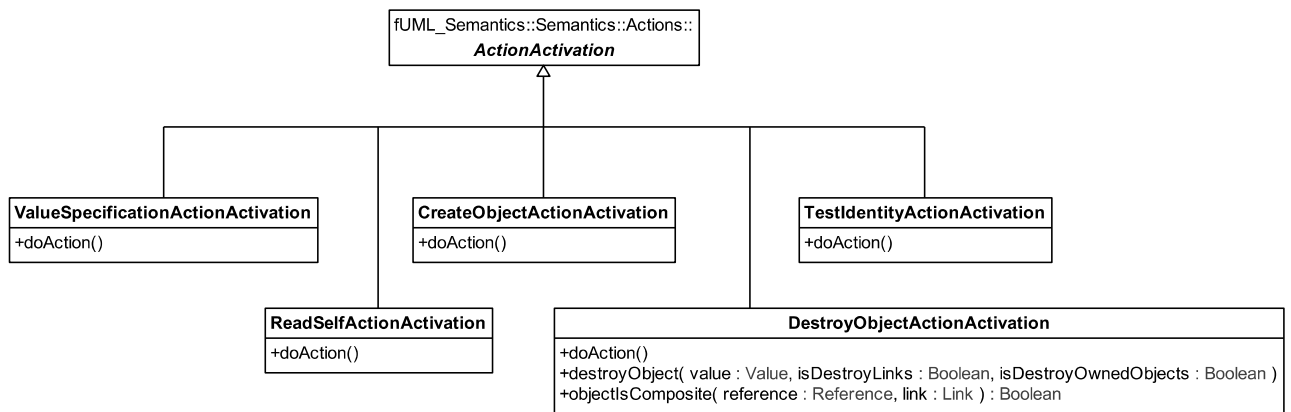 fUML_Semantics::Semantics::Actions::
ActionActivation
ValueSpecificationActionActivation
+doAction()
CreateObjectActionActivation
+doAction()
TestIdentityActionActivation
+doAction()
ReadSelfActionActivation
+doAction()
DestroyObjectActionActivation
+doAction()
+destroyObject( value : Value, isDestroyLinks : Boolean, isDestroyOwnedObjects : Boolean )
+objectIsComposite( reference : Reference, link : Link ) : Boolean